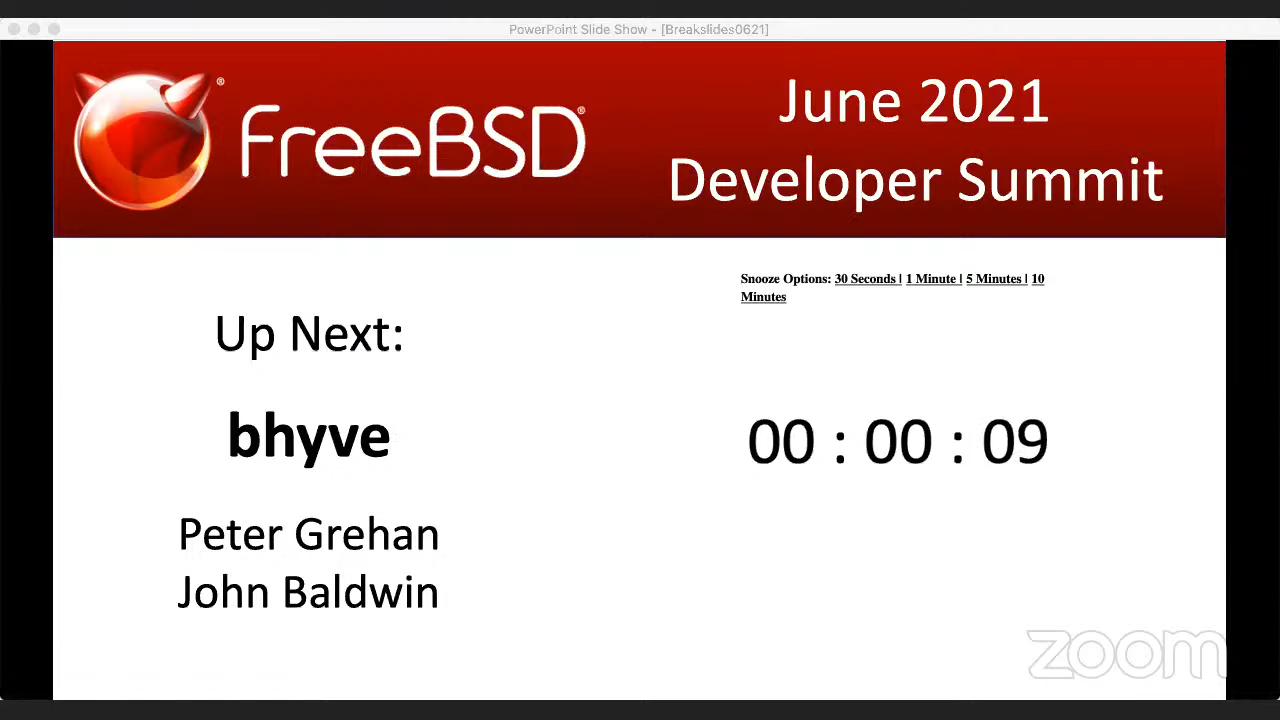 PowerPoint Slide Show - [Breakslides0621]
FreeBSD®
®
June 2021
Developer Summit
Snooze Options: 30 Seconds | 1 Minute | 5 Minutes | 10
Minutes
Up Next:
bhyve
00 : 00 : 09
Peter Grehan
John Baldwin
zoom